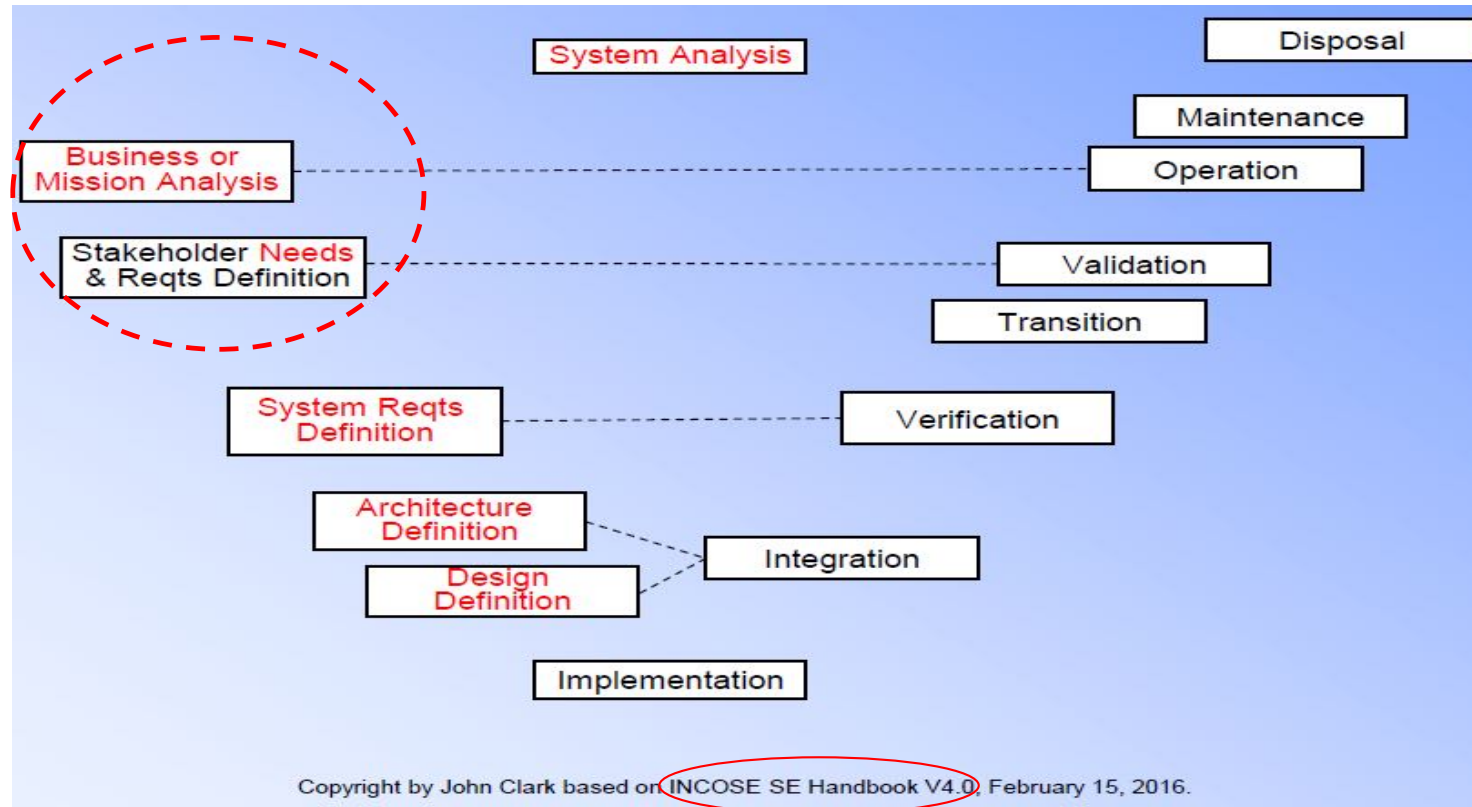 System Analysis
Disposal
Maintenance
Business or
Mission Analysis
Operation
Stakeholder Needs
& Reqts Definition
Validation
Transition
System Reqts
Definition
Verification
Architecture
Definition
Integration
Design
Definition
Implementation
Copyright by John Clark based on INCOSE SE Handbook V4.0, February 15, 2016.